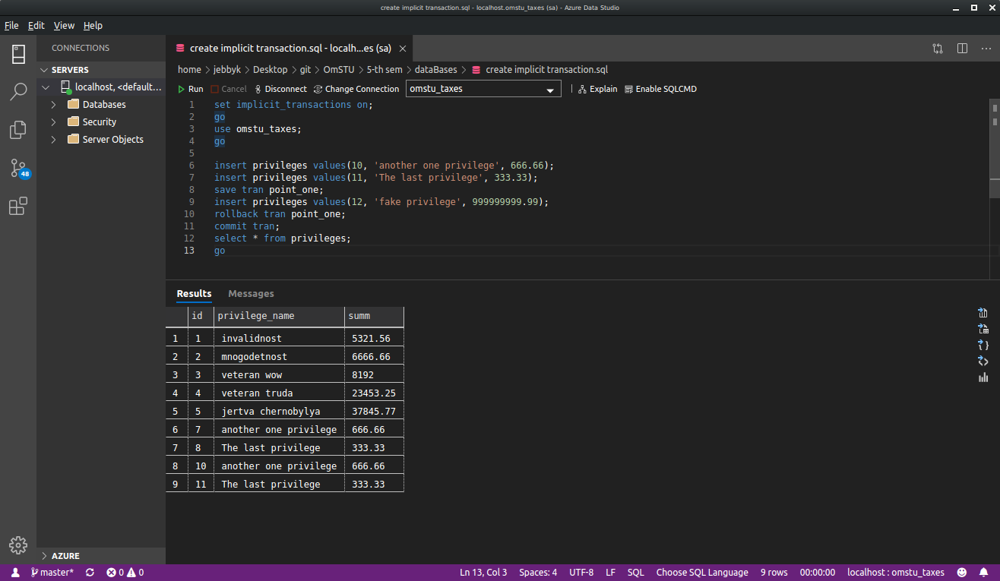 create implicit transaction.sql - localhost.omstu_taxes (sa) - Azure Data Studio
File Edit View Help
CONNECTIONS
SERVERS
localhost, <default...
Databases
Security
Server Objects
48
AZURE
create implicit transaction.sql - localh...es (sa)
home > jebbyk > Desktop > git > OmSTU > 5-th sem > dataBases > create implicit transaction.sql
Run Cancel Disconnect Change Connection omstu_taxes Explain Enable SQLCMD
1 set implicit_transactions on;
2 go
3 use omstu_taxes;
4 go
5
6 insert privileges values(10, 'another one privilege', 666.66);
7 insert privileges values(11, 'The last privilege', 333.33);
8 save tran point_one;
9 insert privileges values(12, 'fake privilege', 999999999.99);
10 rollback tran point_one;
11 commit tran;
12 select * from privileges;
13 go
Results Messages
id privilege_name summ
1 1 invalidnost 5321.56
2 2 mnogodetnost 6666.66
3 3 veteran wow 8192
4 4 veteran truda 23453.25
5 5 jertva chernobylya 37845.77
6 7 another one privilege 666.66
7 8 The last privilege 333.33
8 10 another one privilege 666.66
9 11 The last privilege 333.33
master* 0 0 Ln 13, Col 3 Spaces: 4 UTF-8 LF SQL Choose SQL Language 9 rows 00:00:00 localhost : omstu_taxes